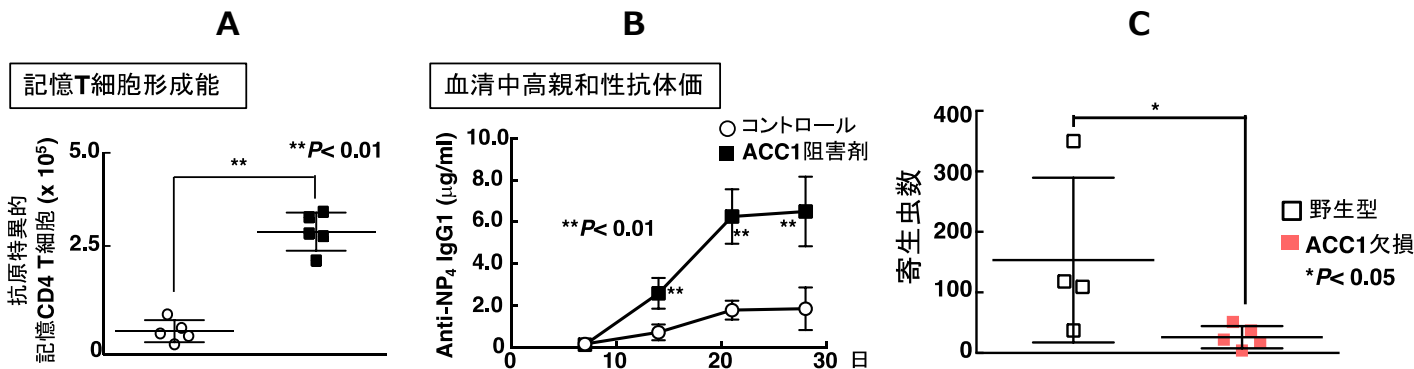 A
記憶T細胞形成能
抗原特異的
記憶CD4 T細胞 (x 10⁵)
5.0
2.5
0
**
**P< 0.01
B
血清中高親和性抗体価
Anti-NP₄ IgG1 (μg/ml)
10.0
8.0
6.0
4.0
2.0
0
0
10
20
30
日
コントロール
ACC1阻害剤
**P< 0.01
**
**
**
C
寄生虫数
400
300
200
100
0
*
野生型
ACC1欠損
*P< 0.05